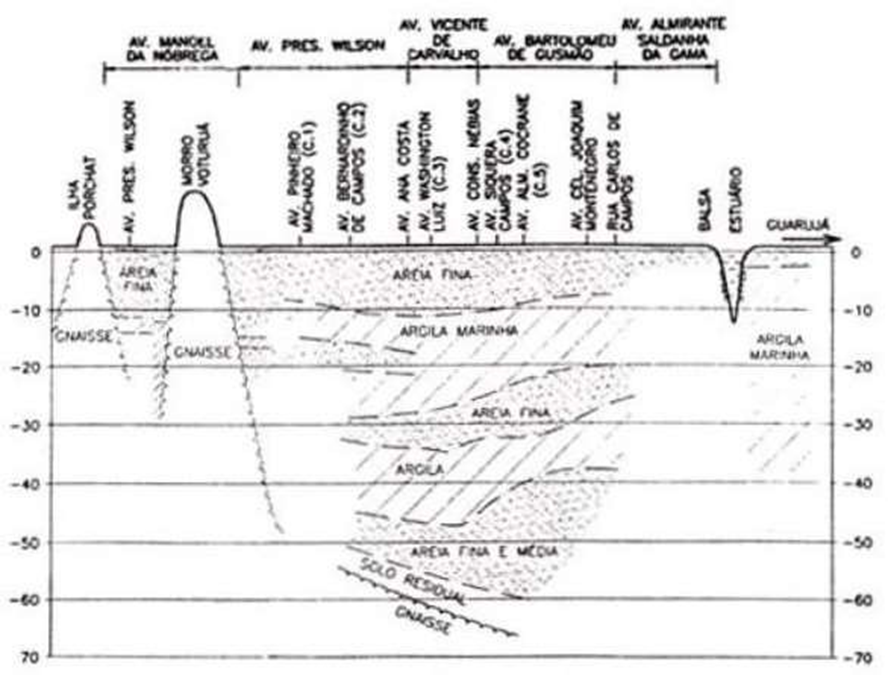 AV. MANOEL
DA NÓBREGA
AV. PRES. WILSON
AV. VICENTE
DE
CARVALHO
AV. BARTOLOMEU
DE GUSMÃO
AV. ALMIRANTE
SALDANHA
DA GAMA
ILHA
PORCHAT
AV. PRES. WILSON
MORRO
VOTURUÁ
AV. PINHEIRO
MACHADO (C.1)
AV. BERNARDINHO
DE CAMPOS (C.2)
AV. ANA COSTA
AV. WASHINGTON
LUIZ (C.3)
AV. CONS. NÉBIAS
AV. SIQUERA
CAMPOS (C.4)
AV. ALM. COCRANE
(C.5)
AV. CEL. JOAQUIM
MONTENEGRO
RUA CARLOS DE
CAMPOS
BALSA
ESTUÁRIO
GUARUJÁ
0
0
AREIA
FINA
AREIA FINA
-10
-10
GNAISSE
GNAISSE
ARGILA MARINHA
ARGILA
MARINHA
-20
-20
AREIA FINA
-30
-30
ARGILA
-40
-40
-50
-50
AREIA FINA E MÉDIA
SOLO RESIDUAL
GNAISSE
-60
-60
70
-70